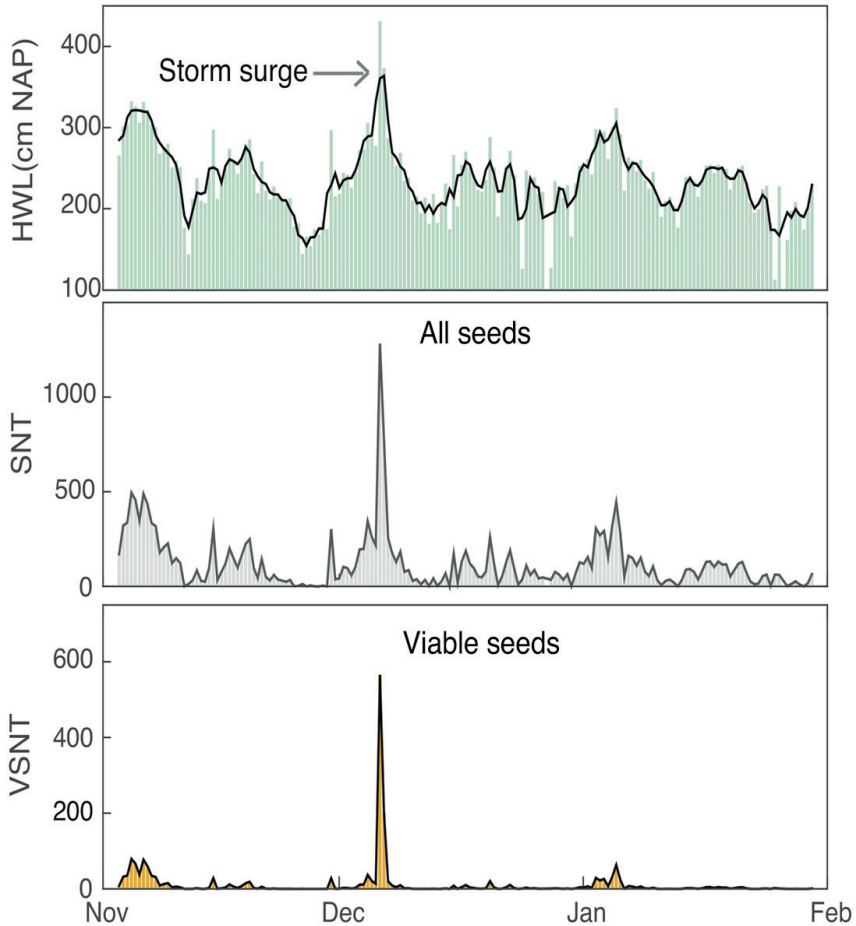 HWL(cm NAP)
400
300
200
100
Storm surge
SNT
1000
500
0
All seeds
VSNT
600
400
200
0
Viable seeds
Nov Dec Jan Feb